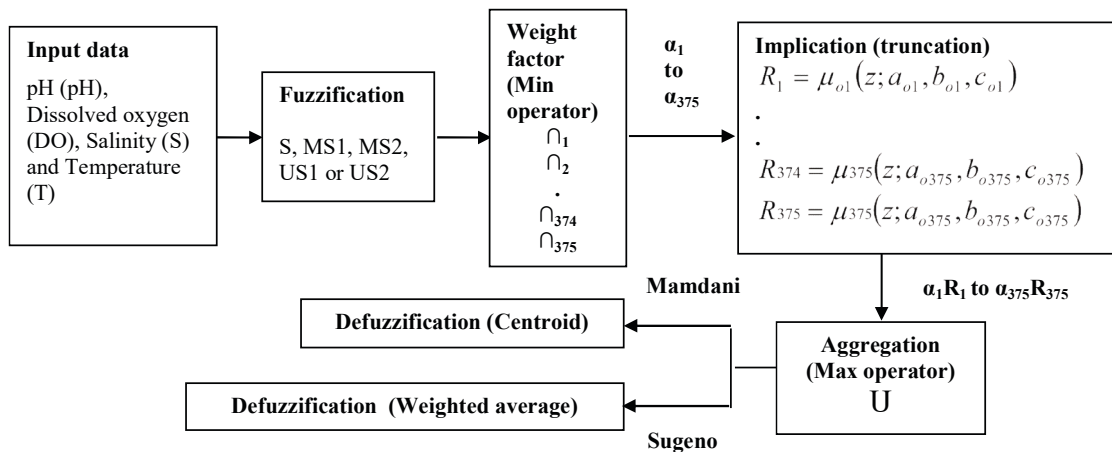 Input data
pH (pH),
Dissolved oxygen
(DO), Salinity (S)
and Temperature
(T)
Fuzzification
S, MS1, MS2,
US1 or US2
Weight
factor
(Min
operator)
∩1
∩2
.
∩374
∩375
α1
to
α375
Implication (truncation)
R1 = μo1(z; ao1, bo1, co1)
.
.
R374 = μ375(z; ao375, bo375, co375)
R375 = μ375(z; ao375, bo375, co375)
α1R1 to α375R375
Aggregation
(Max operator)
U
Mamdani
Defuzzification (Centroid)
Defuzzification (Weighted average)
Sugeno